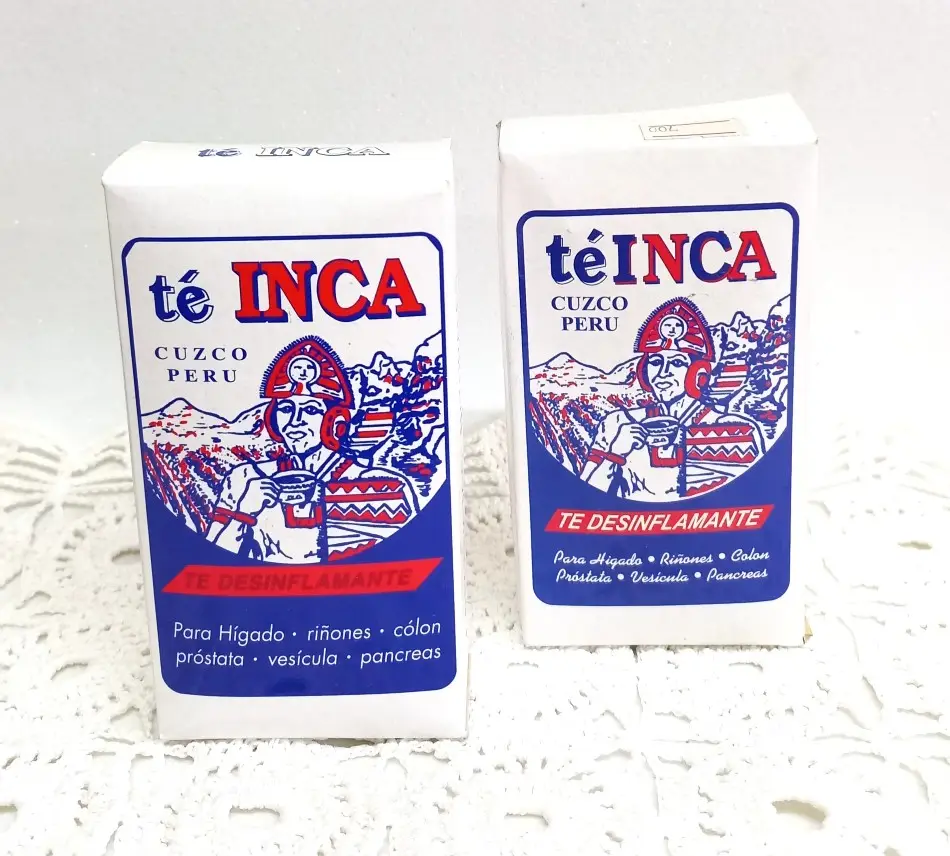 té INCA
té INCA
CUZCO
PERU
TE DESINFLAMANTE
Para Hígado • riñones • cólon
próstata • vesícula • pancreas
téINCA
CUZCO
PERU
TE DESINFLAMANTE
Para Higado • Riñones • Colon
Próstata • Vesícula • Pancreas